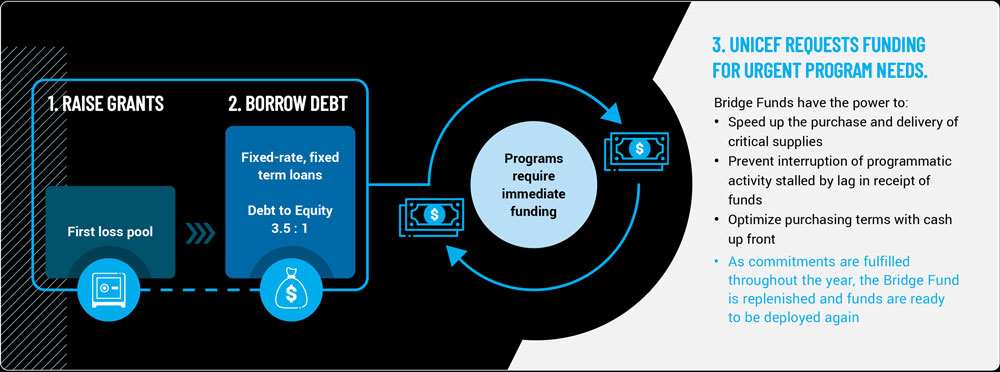 1. RAISE GRANTS
First loss pool
2. BORROW DEBT
Fixed-rate, fixed
term loans
Debt to Equity
3.5 : 1
$
$
Programs
require
immediate
funding
$
3. UNICEF REQUESTS FUNDING
FOR URGENT PROGRAM NEEDS.
Bridge Funds have the power to:
• Speed up the purchase and delivery of
critical supplies
• Prevent interruption of programmatic
activity stalled by lag in receipt of
funds
• Optimize purchasing terms with cash
up front
• As commitments are fulfilled
throughout the year, the Bridge Fund
is replenished and funds are ready
to be deployed again